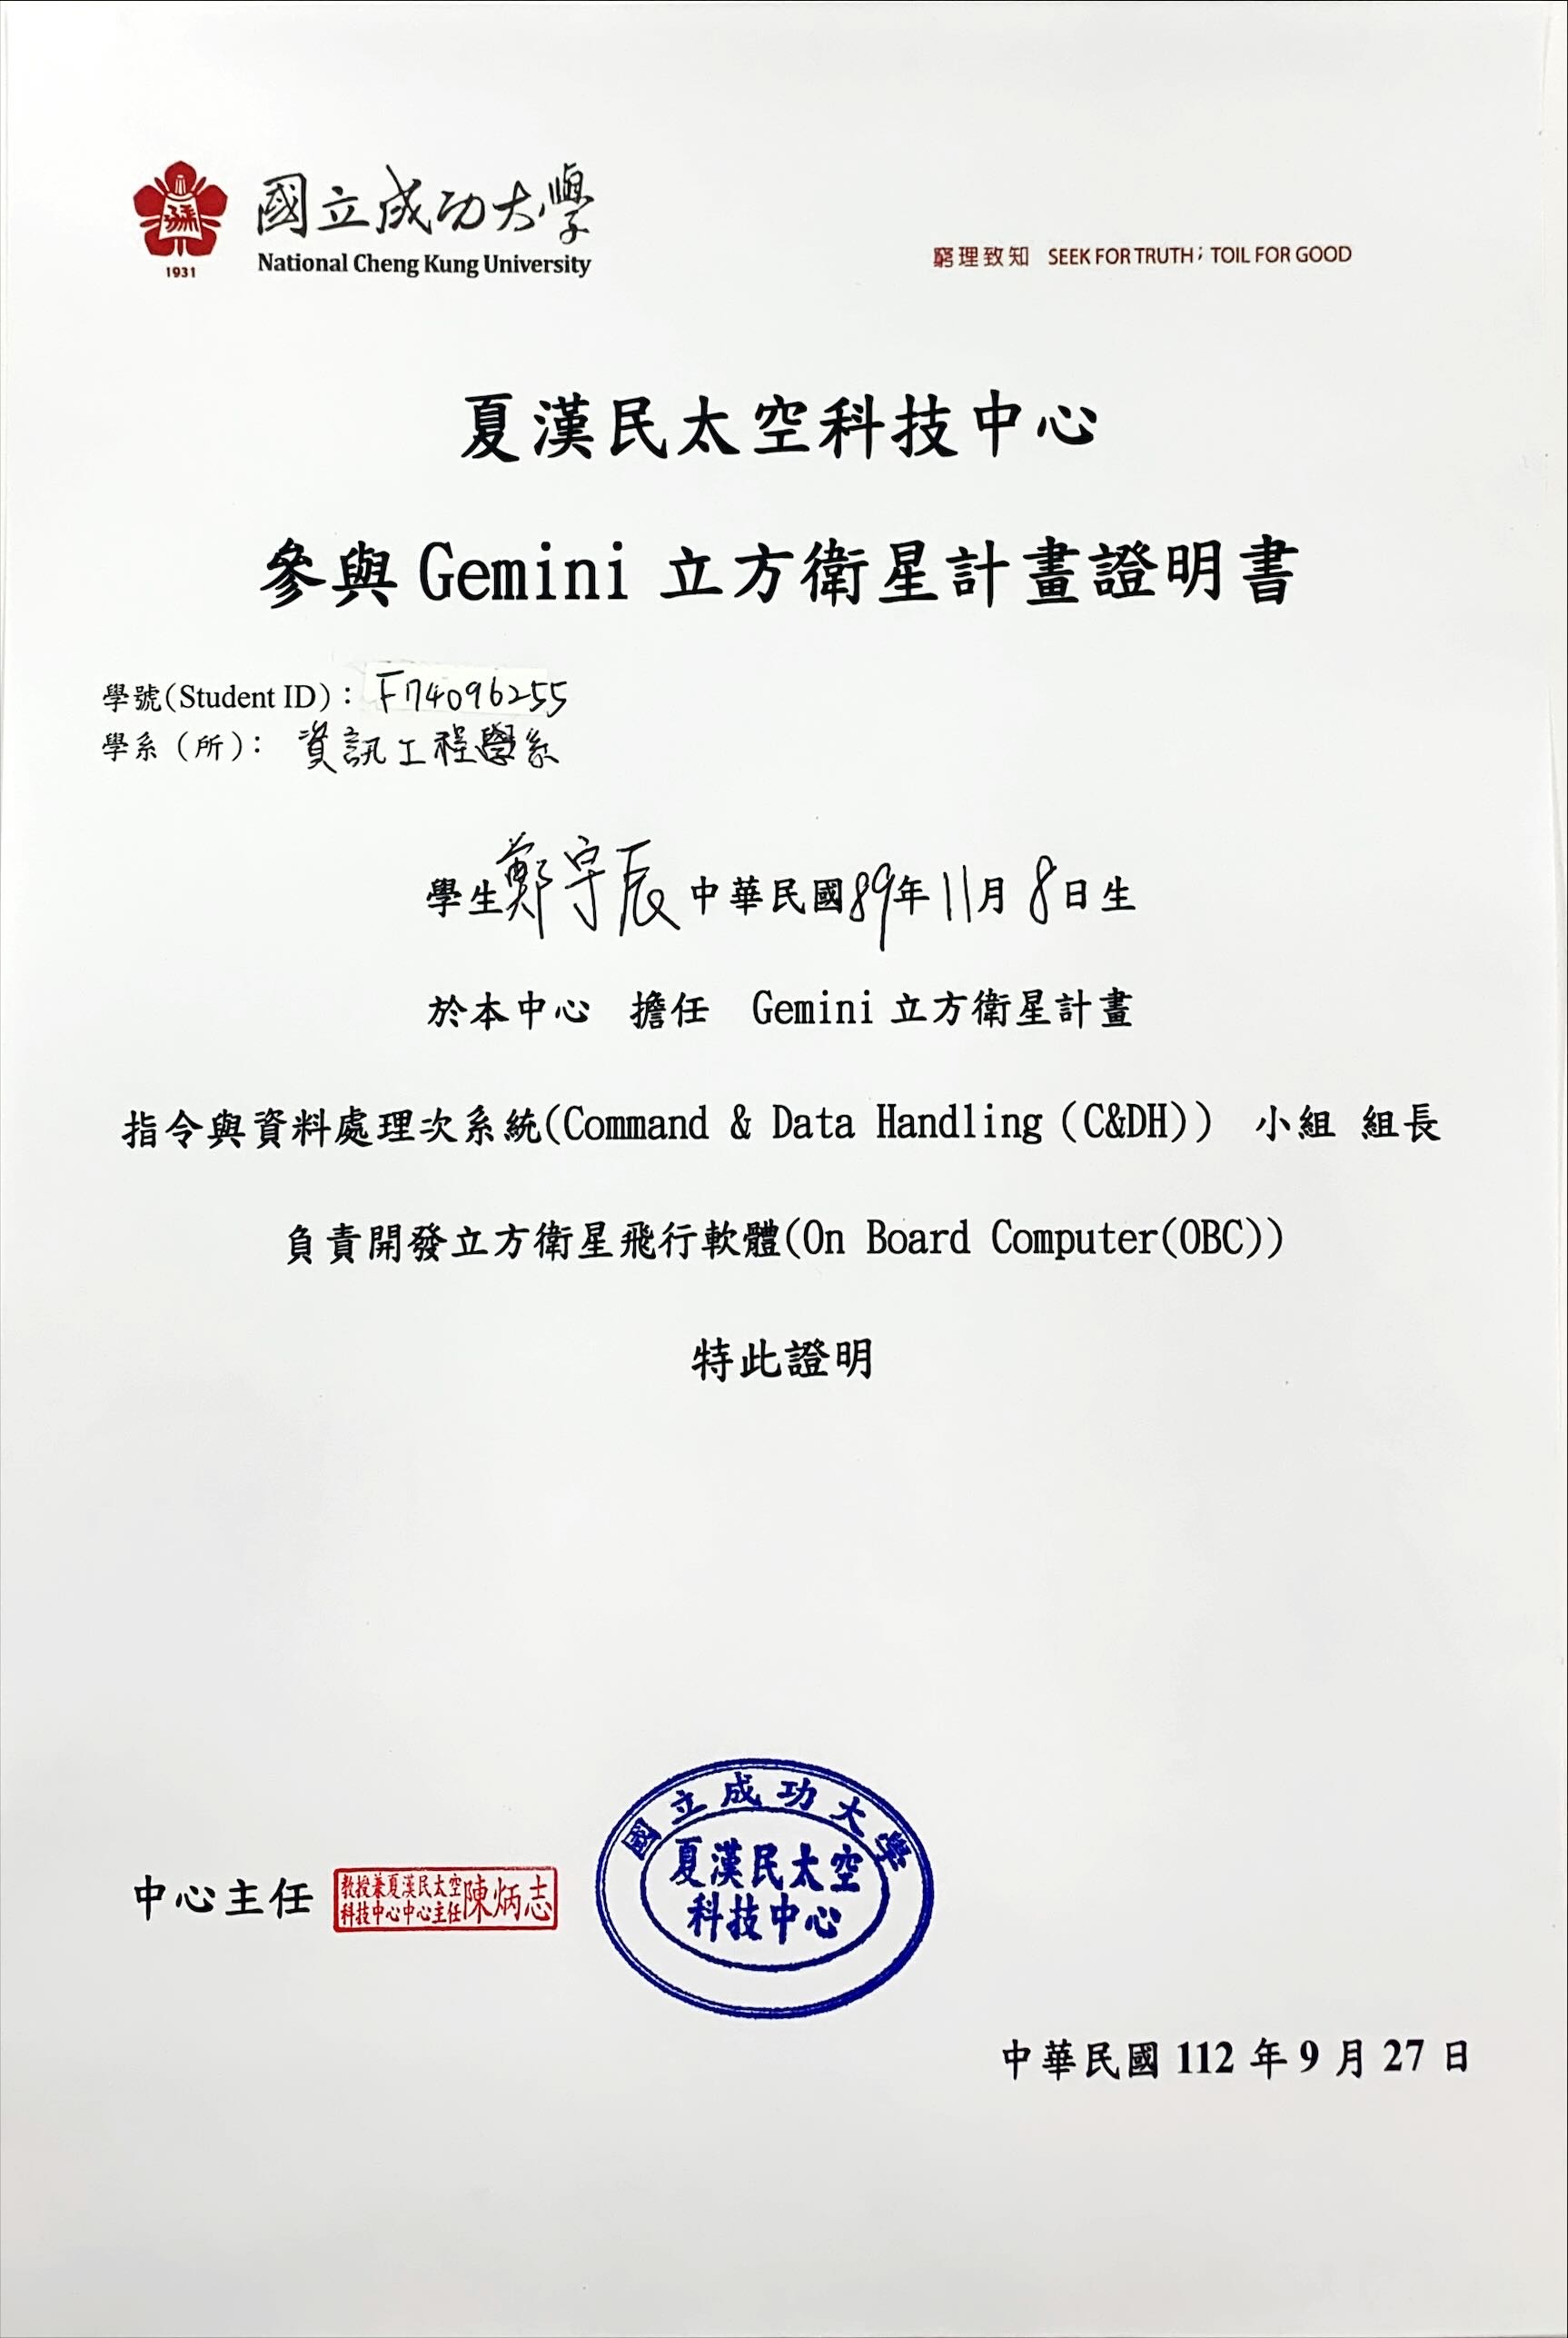 國立成功大學
National Cheng Kung University
1931
窮理致知 SEEK FOR TRUTH; TOIL FOR GOOD
夏漢民太空科技中心
參與 Gemini 立方衛星計畫證明書
學號(Student ID)： F74096255
學系（所）： 資訊工程學系
學生鄭宇辰中華民國89年11月8日生
於本中心 擔任 Gemini 立方衛星計畫
指令與資料處理次系統(Command & Data Handling (C&DH)) 小組 組長
負責開發立方衛星飛行軟體(On Board Computer(OBC))
特此證明
國立成功大學
夏漢民太空
科技中心
中心主任
教授兼夏漢民太空
科技中心中心主任
陳炳志
中華民國 112 年 9 月 27 日